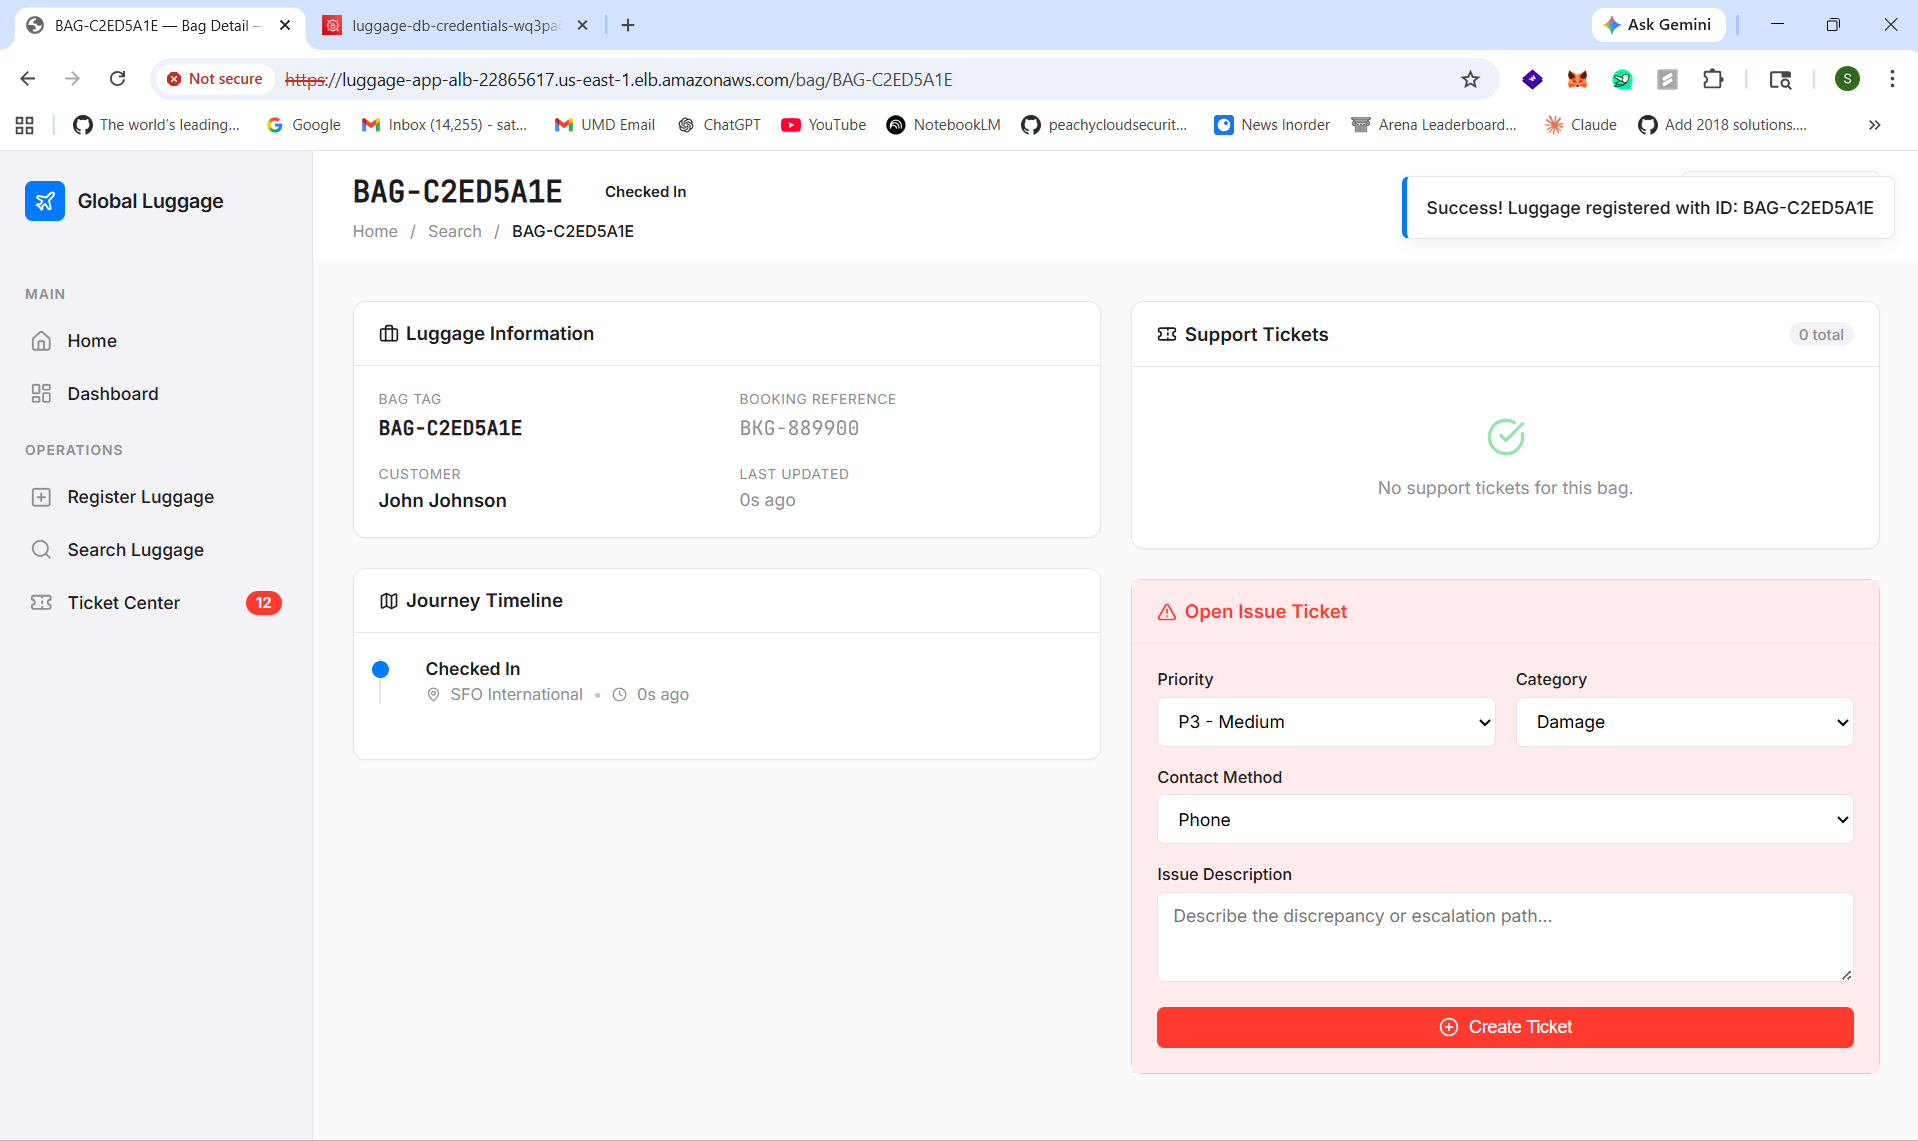 BAG-C2ED5A1E — Bag Detail –
luggage-db-credentials-wq3pa
Ask Gemini
Not secure
https://luggage-app-alb-22865617.us-east-1.elb.amazonaws.com/bag/BAG-C2ED5A1E
S
The world's leading...
Google
Inbox (14,255) - sat...
UMD Email
ChatGPT
YouTube
NotebookLM
peachycloudsecurit...
News Inorder
Arena Leaderboard...
Claude
Add 2018 solutions....
Global Luggage
MAIN
Home
Dashboard
OPERATIONS
Register Luggage
Search Luggage
Ticket Center
12
BAG-C2ED5A1E
Checked In
Home / Search / BAG-C2ED5A1E
Success! Luggage registered with ID: BAG-C2ED5A1E
Luggage Information
BAG TAG
BAG-C2ED5A1E
BOOKING REFERENCE
BKG-889900
CUSTOMER
John Johnson
LAST UPDATED
0s ago
Journey Timeline
Checked In
SFO International • 0s ago
Support Tickets
0 total
No support tickets for this bag.
Open Issue Ticket
Priority
P3 - Medium
Category
Damage
Contact Method
Phone
Issue Description
Describe the discrepancy or escalation path...
Create Ticket